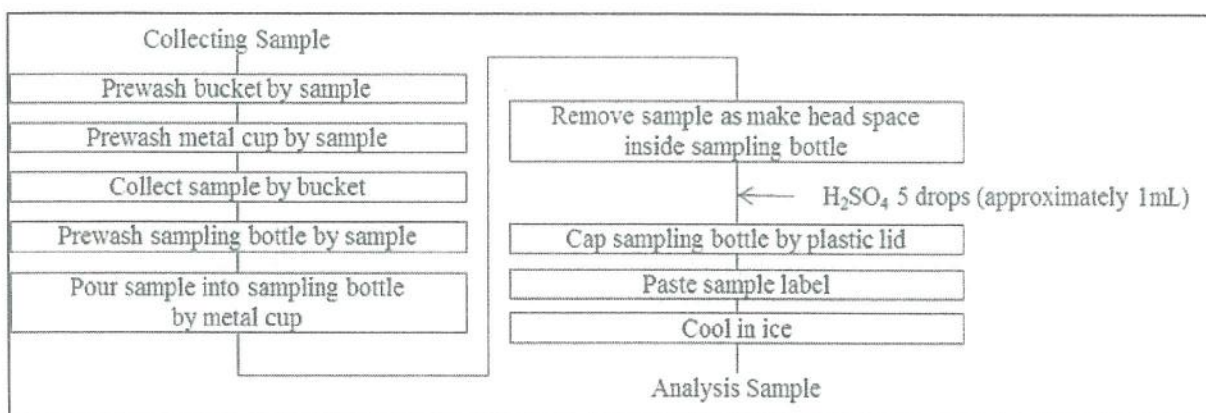 Collecting Sample
Prewash bucket by sample
Prewash metal cup by sample
Collect sample by bucket
Prewash sampling bottle by sample
Pour sample into sampling bottle
by metal cup
Remove sample as make head space
inside sampling bottle
H₂SO₄ 5 drops (approximately 1mL)
Cap sampling bottle by plastic lid
Paste sample label
Cool in ice
Analysis Sample